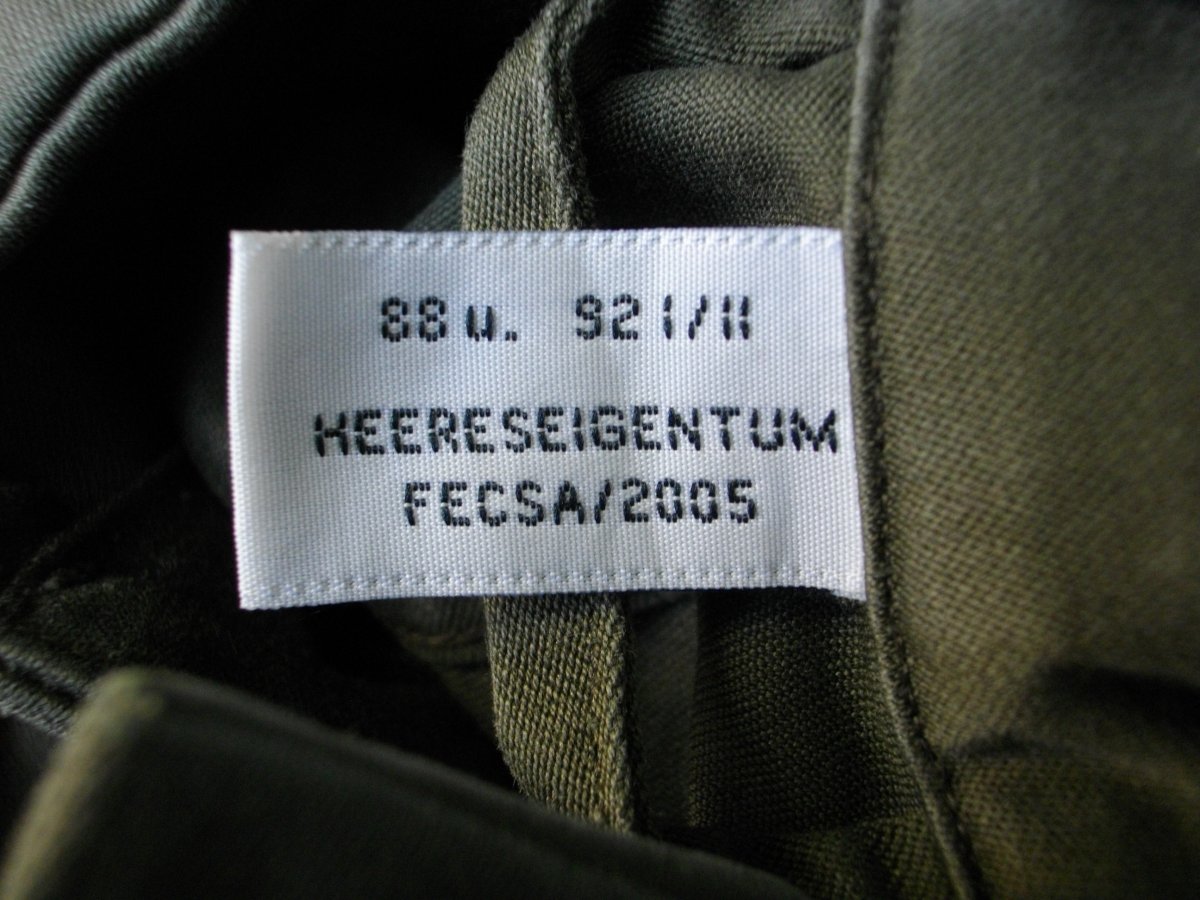 88 u. 92 I/II
HEERESEIGENTUM
FECSA/2005